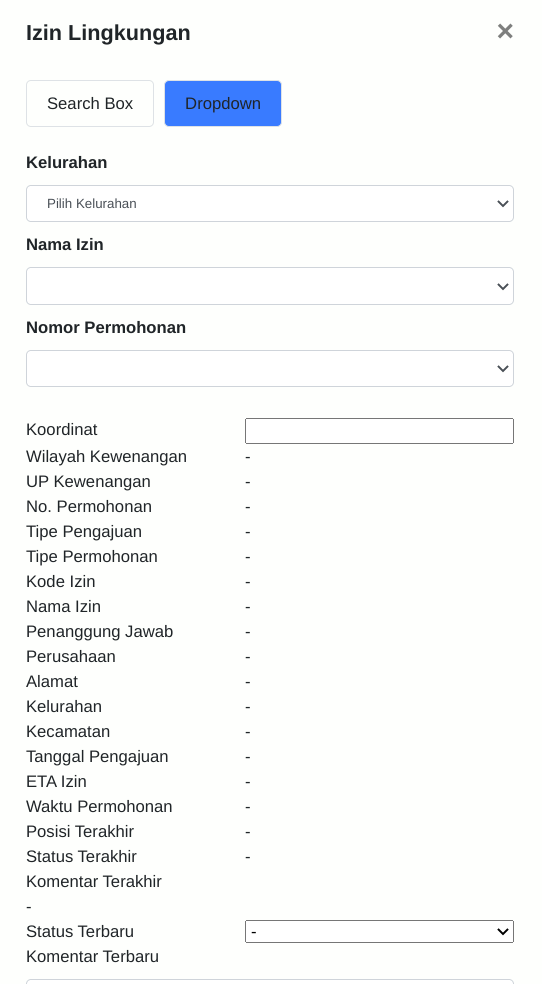 Izin Lingkungan ×
Search Box Dropdown
Kelurahan
Pilih Kelurahan
Nama Izin
Nomor Permohonan
Koordinat
Wilayah Kewenangan -
UP Kewenangan -
No. Permohonan -
Tipe Pengajuan -
Tipe Permohonan -
Kode Izin -
Nama Izin -
Penanggung Jawab -
Perusahaan -
Alamat -
Kelurahan -
Kecamatan -
Tanggal Pengajuan -
ETA Izin -
Waktu Permohonan -
Posisi Terakhir -
Status Terakhir -
Komentar Terakhir
-
Status Terbaru -
Komentar Terbaru